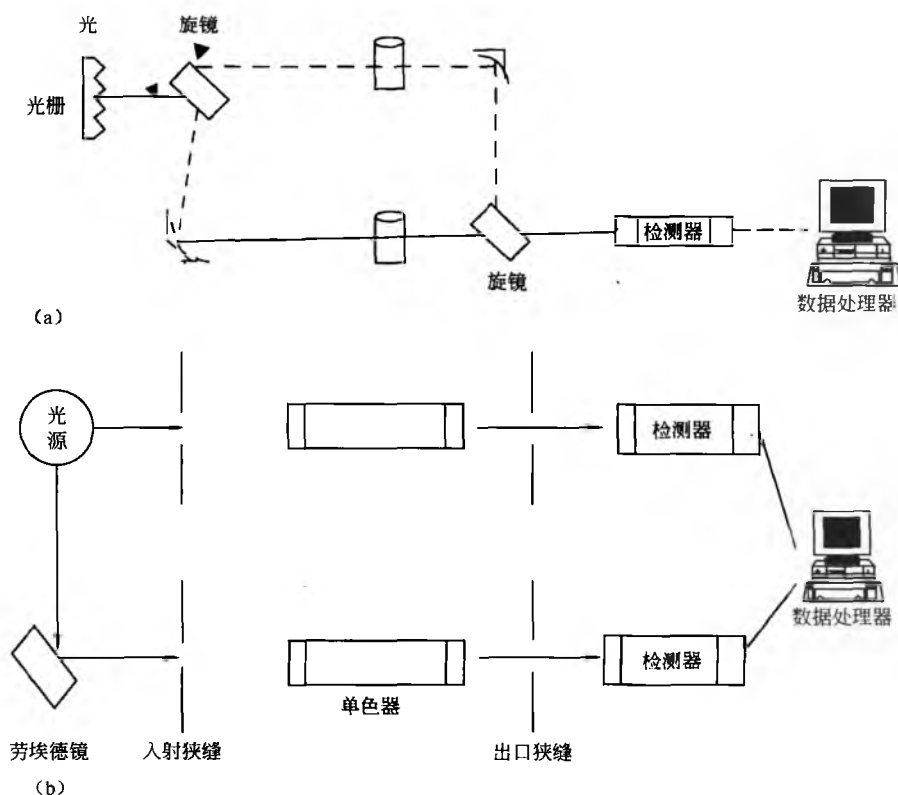 光
旋镜
光栅
检测器
旋镜
数据处理器
(a)
光
源
检测器
数据处理器
检测器
单色器
劳埃德镜
入射狭缝
出口狭缝
(b)